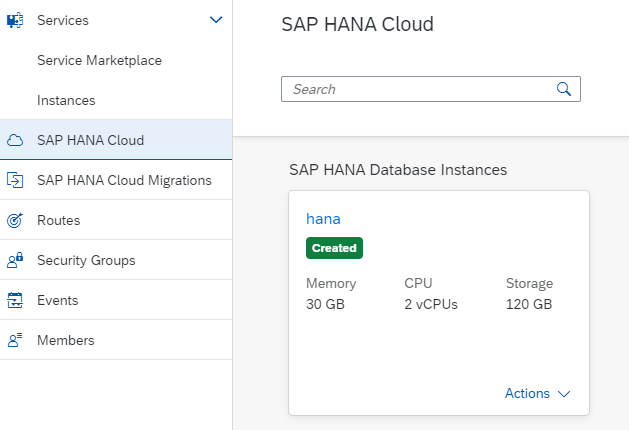 Services
Service Marketplace
Instances
SAP HANA Cloud
SAP HANA Cloud Migrations
Routes
Security Groups
Events
Members
SAP HANA Cloud
Search
SAP HANA Database Instances
hana
Created
Memory CPU Storage
30 GB 2 vCPUs 120 GB
Actions